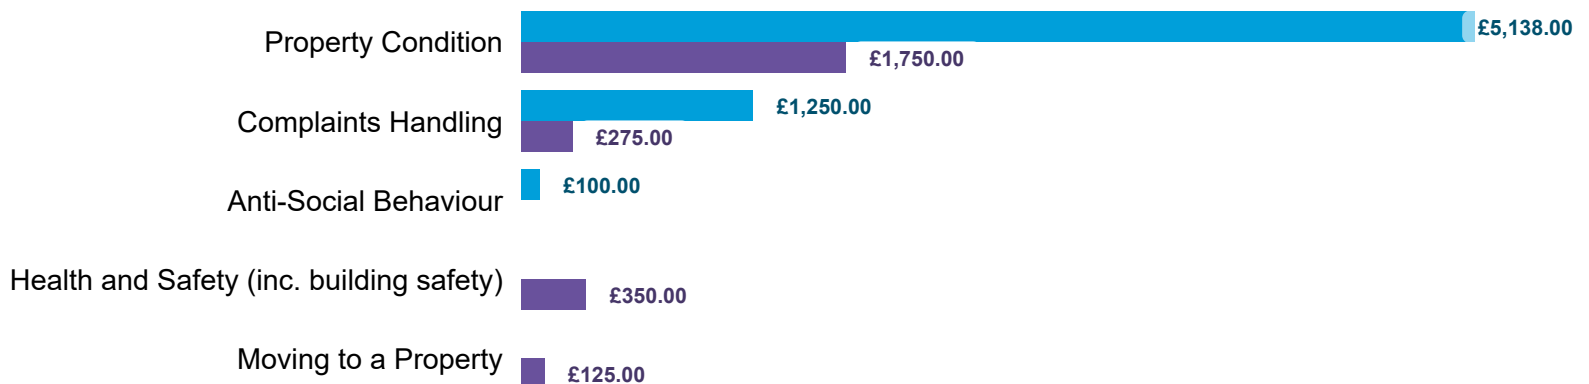 Property Condition
£5,138.00
£1,750.00
Complaints Handling
£1,250.00
£275.00
Anti-Social Behaviour
£100.00
Health and Safety (inc. building safety)
£350.00
Moving to a Property
£125.00